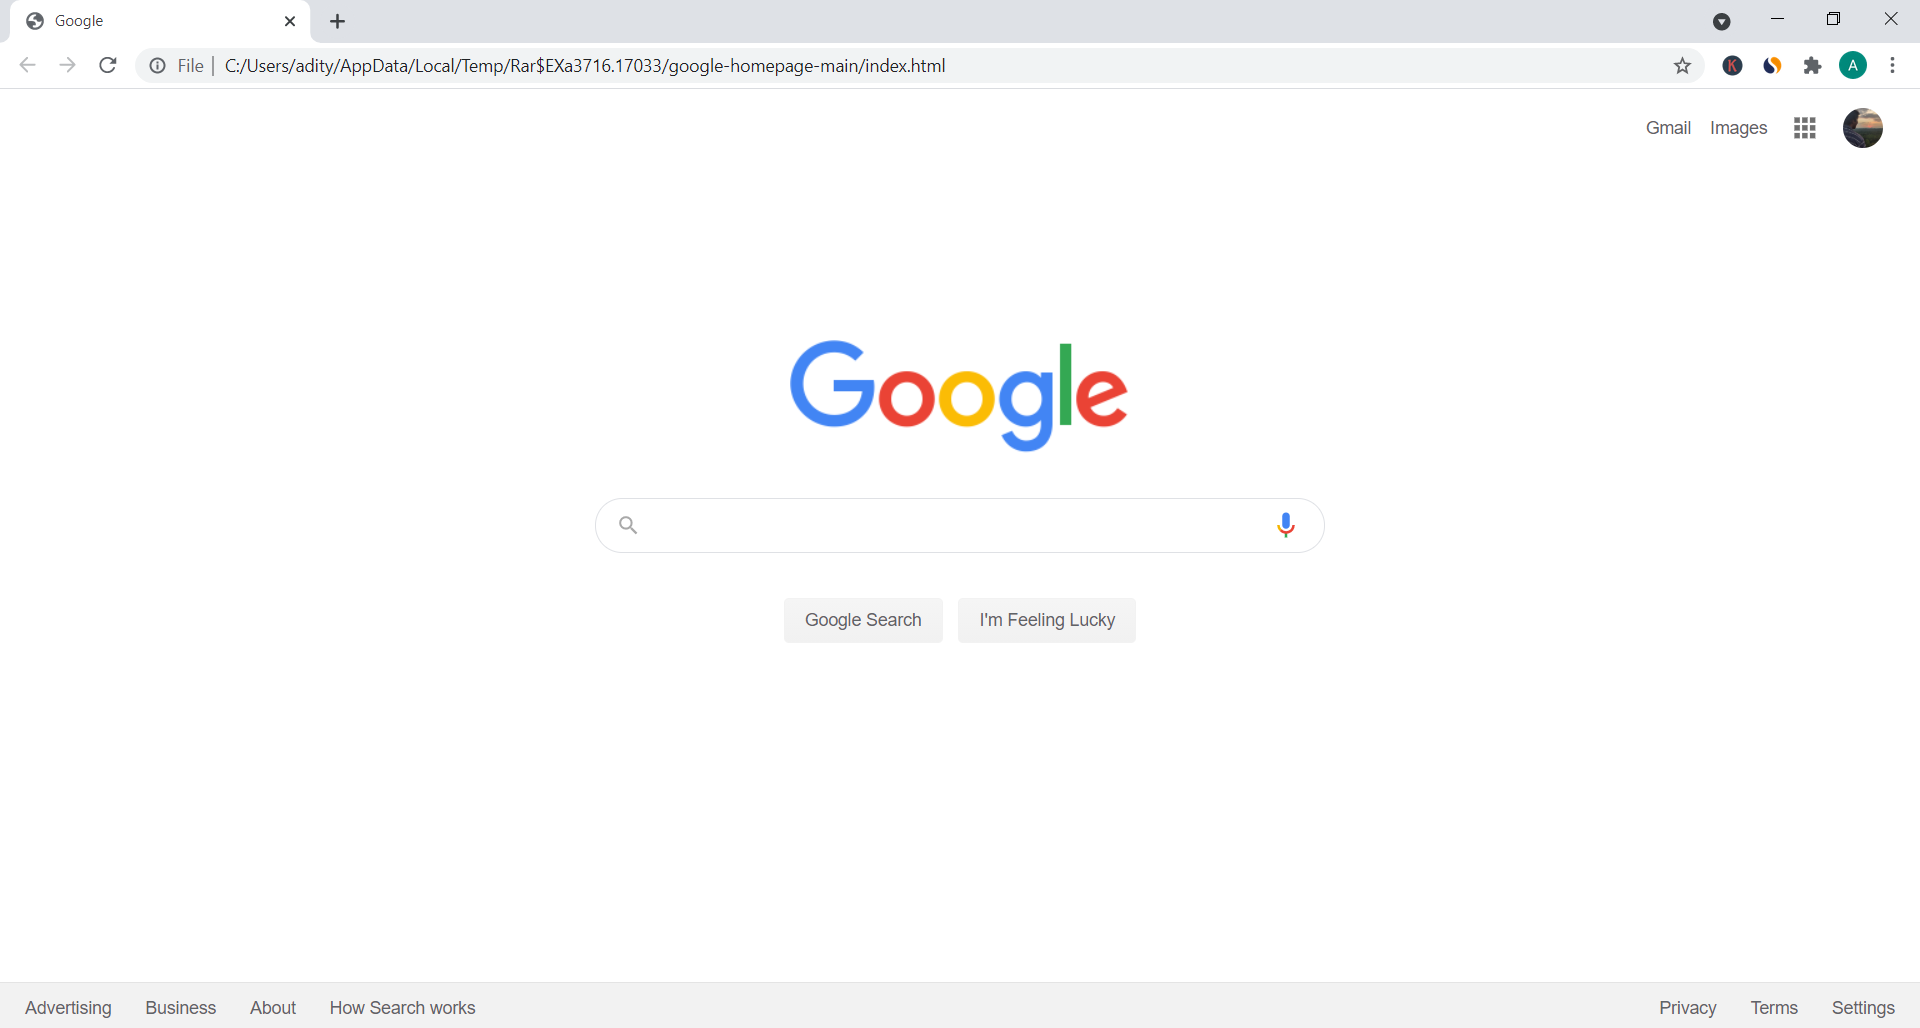 Google
File | C:/Users/adity/AppData/Local/Temp/Rar$EXa3716.17033/google-homepage-main/index.html
K
A
Gmail Images
Google
Google Search I'm Feeling Lucky
Advertising Business About How Search works Privacy Terms Settings